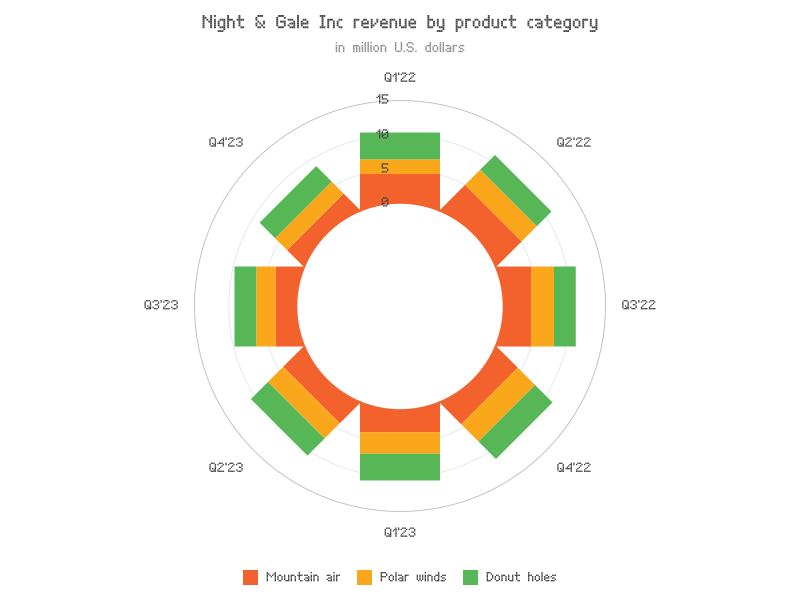 Night & Gale Inc revenue by product category
in million U.S. dollars
Q1'22
15
10
5
0
Q2'22
Q3'22
Q4'22
Q1'23
Q2'23
Q3'23
Q4'23
Mountain air
Polar winds
Donut holes